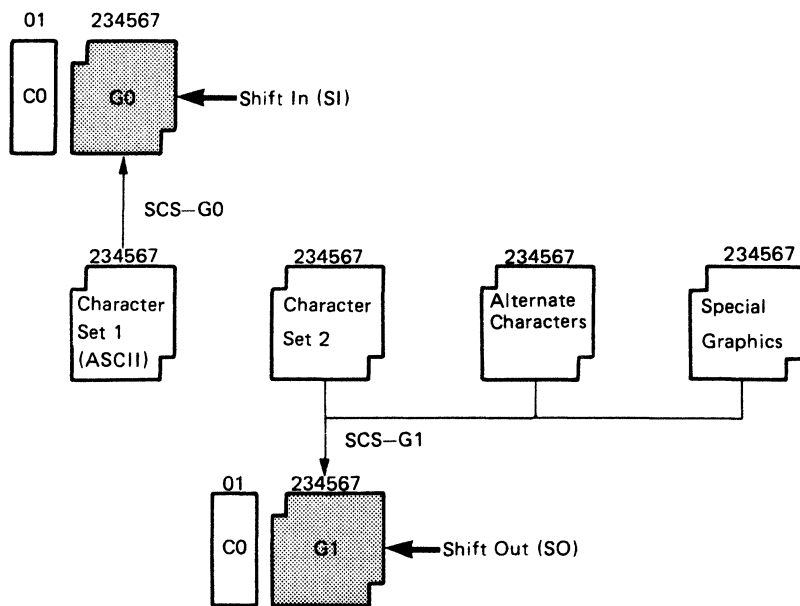 01 234567
C0 G0 Shift In (SI)
SCS—G0
234567 234567 234567 234567
Character
Set 1
(ASCII)
Character
Set 2
Alternate
Characters
Special
Graphics
SCS—G1
01 234567
C0 G1 Shift Out (SO)